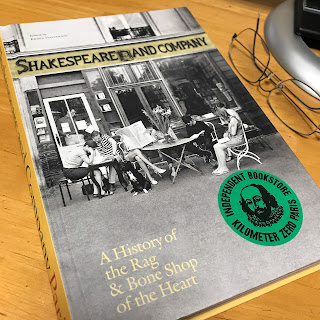 SHAKESPEARE AND COMPANY
A History of
the Rag
& Bone Shop
of the Heart
INDEPENDENT BOOKSTORE
KILOMETER ZERO PARIS